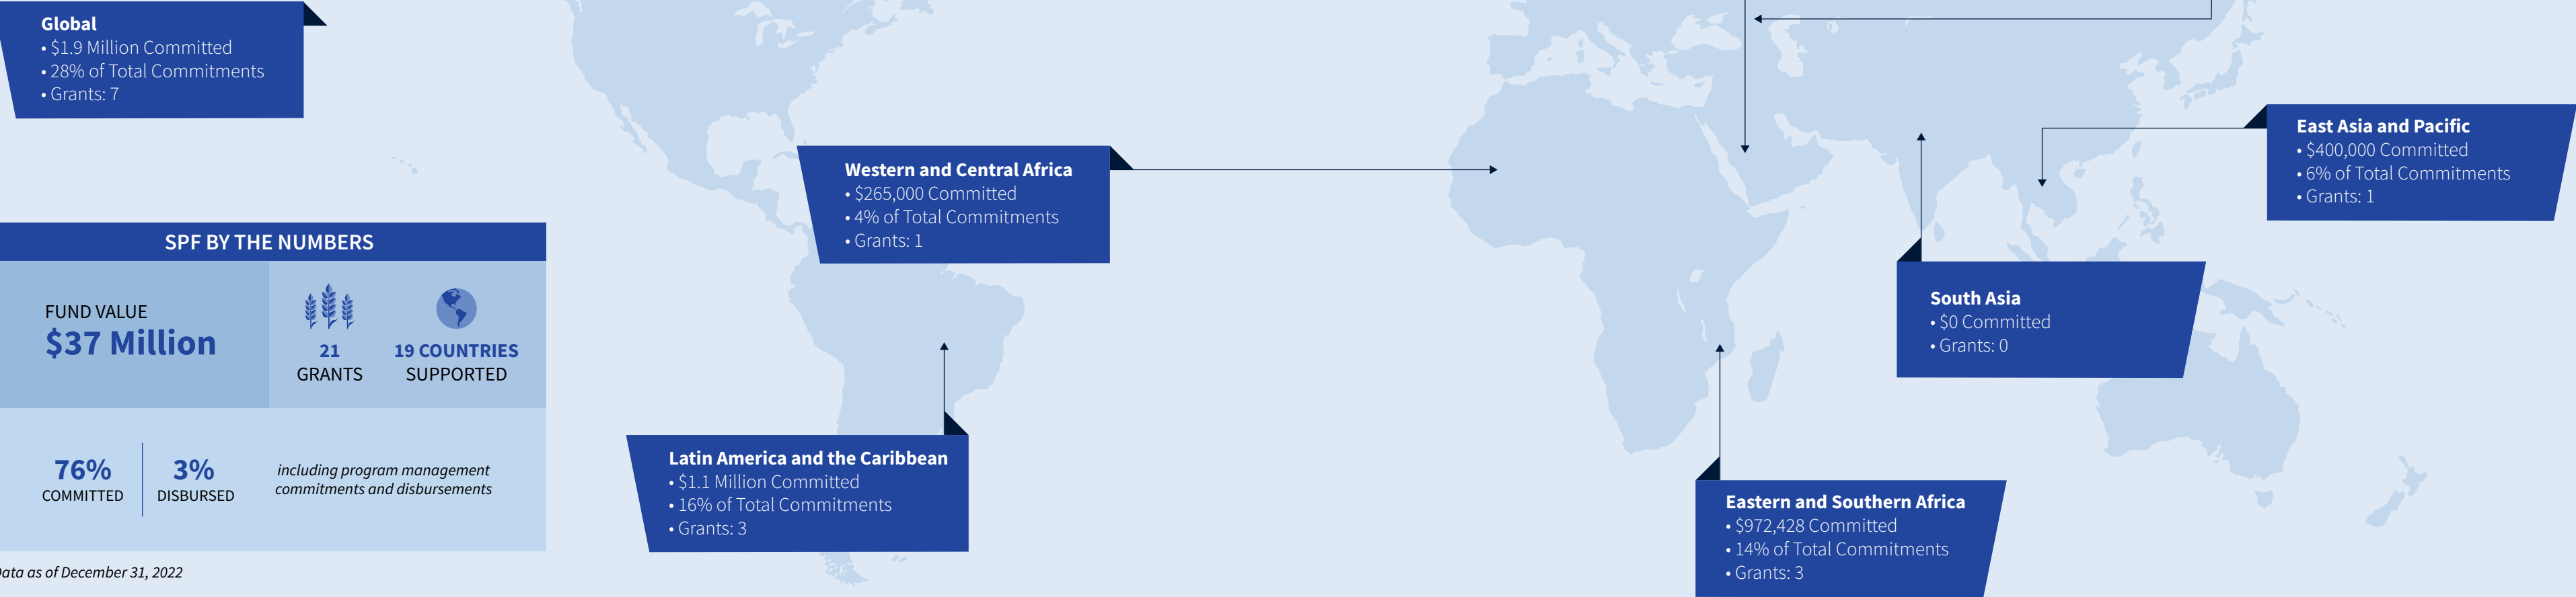 Global
• $1.9 Million Committed
• 28% of Total Commitments
• Grants: 7
Western and Central Africa
• $265,000 Committed
• 4% of Total Commitments
• Grants: 1
East Asia and Pacific
• $400,000 Committed
• 6% of Total Commitments
• Grants: 1
SPF BY THE NUMBERS
FUND VALUE
$37 Million
21
GRANTS
19 COUNTRIES
SUPPORTED
76%
COMMITTED
3%
DISBURSED
including program management
commitments and disbursements
South Asia
• $0 Committed
• Grants: 0
Latin America and the Caribbean
• $1.1 Million Committed
• 16% of Total Commitments
• Grants: 3
Eastern and Southern Africa
• $972,428 Committed
• 14% of Total Commitments
• Grants: 3
Data as of December 31, 2022